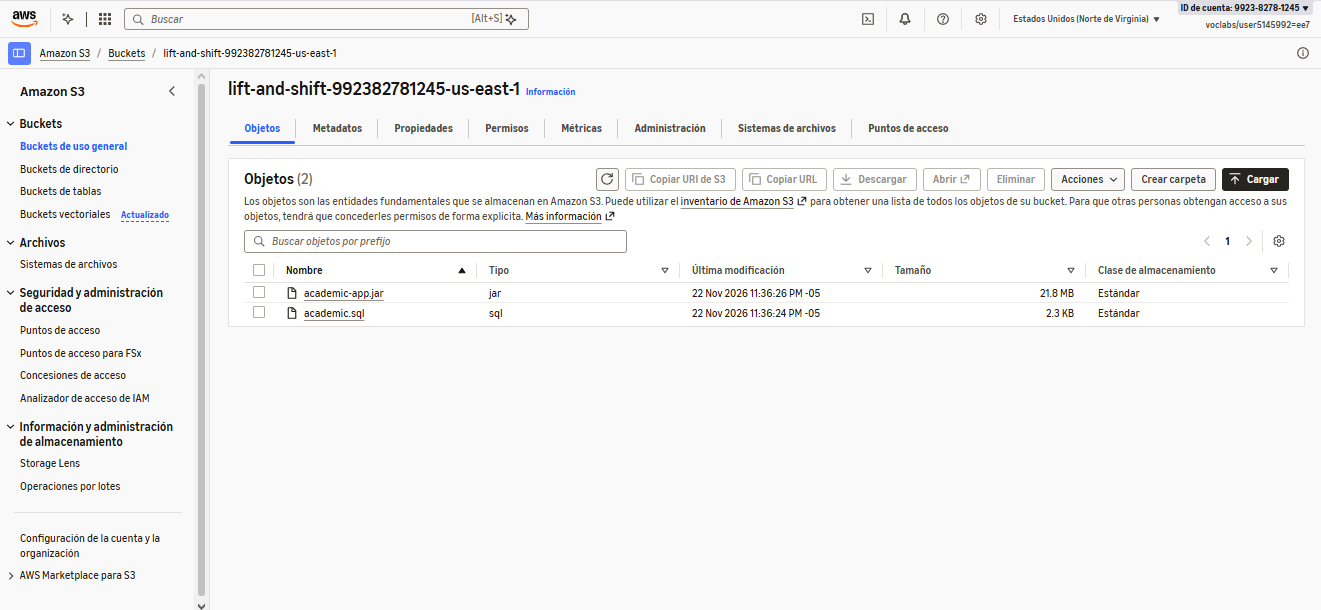 aws
Buscar
[Alt+S]
Estados Unidos (Norte de Virginia)
ID de cuenta: 9923-8278-1245
voclabs/user5145992=ee7
Amazon S3 / Buckets / lift-and-shift-992382781245-us-east-1
Amazon S3
Buckets
Buckets de uso general
Buckets de directorio
Buckets de tablas
Buckets vectoriales Actualizado
Archivos
Sistemas de archivos
Seguridad y administración
de acceso
Puntos de acceso
Puntos de acceso para FSx
Concesiones de acceso
Analizador de acceso de IAM
Información y administración
de almacenamiento
Storage Lens
Operaciones por lotes
Configuración de la cuenta y la
organización
AWS Marketplace para S3
lift-and-shift-992382781245-us-east-1 Información
Objetos Metadatos Propiedades Permisos Métricas Administración Sistemas de archivos Puntos de acceso
Objetos (2)
Copiar URI de S3 Copiar URL Descargar Abrir Eliminar Acciones Crear carpeta Cargar
Los objetos son las entidades fundamentales que se almacenan en Amazon S3. Puede utilizar el inventario de Amazon S3 para obtener una lista de todos los objetos de su bucket. Para que otras personas obtengan acceso a sus
objetos, tendrá que concederles permisos de forma explícita. Más información
Buscar objetos por prefijo
1
Nombre Tipo Última modificación Tamaño Clase de almacenamiento
academic-app.jar jar 22 Nov 2026 11:36:26 PM -05 21.8 MB Estándar
academic.sql sql 22 Nov 2026 11:36:24 PM -05 2.3 KB Estándar